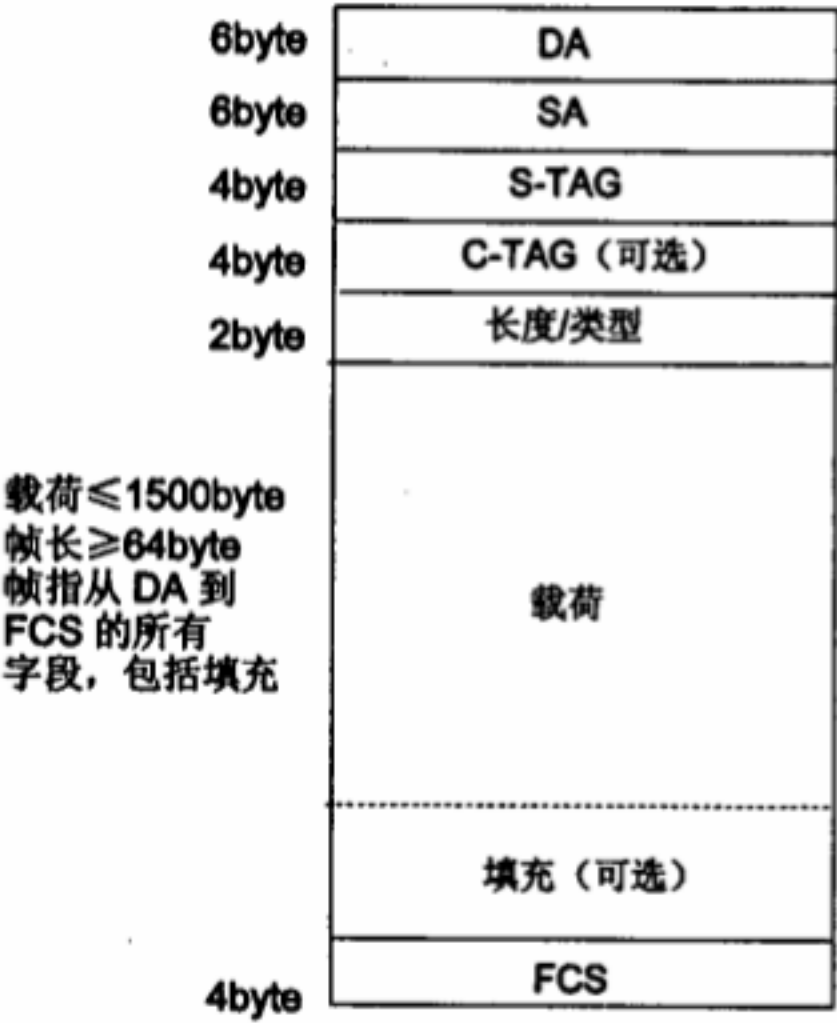 6byte DA
6byte SA
4byte S-TAG
4byte C-TAG（可选）
2byte 长度/类型
载荷≤1500byte
帧长≥64byte
帧指从 DA 到
FCS 的所有
字段，包括填充
载荷
填充（可选）
4byte FCS